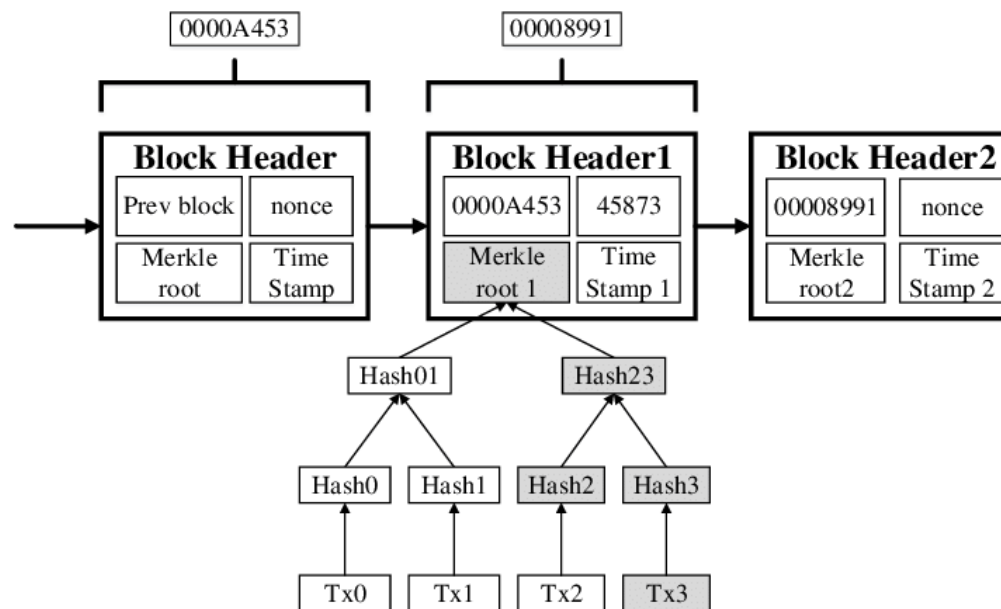 0000A453
00008991
Block Header
Prev block
nonce
Merkle
root
Time
Stamp
Block Header1
0000A453
45873
Merkle
root 1
Time
Stamp 1
Block Header2
00008991
nonce
Merkle
root2
Time
Stamp 2
Hash01
Hash23
Hash0
Hash1
Hash2
Hash3
Tx0
Tx1
Tx2
Tx3